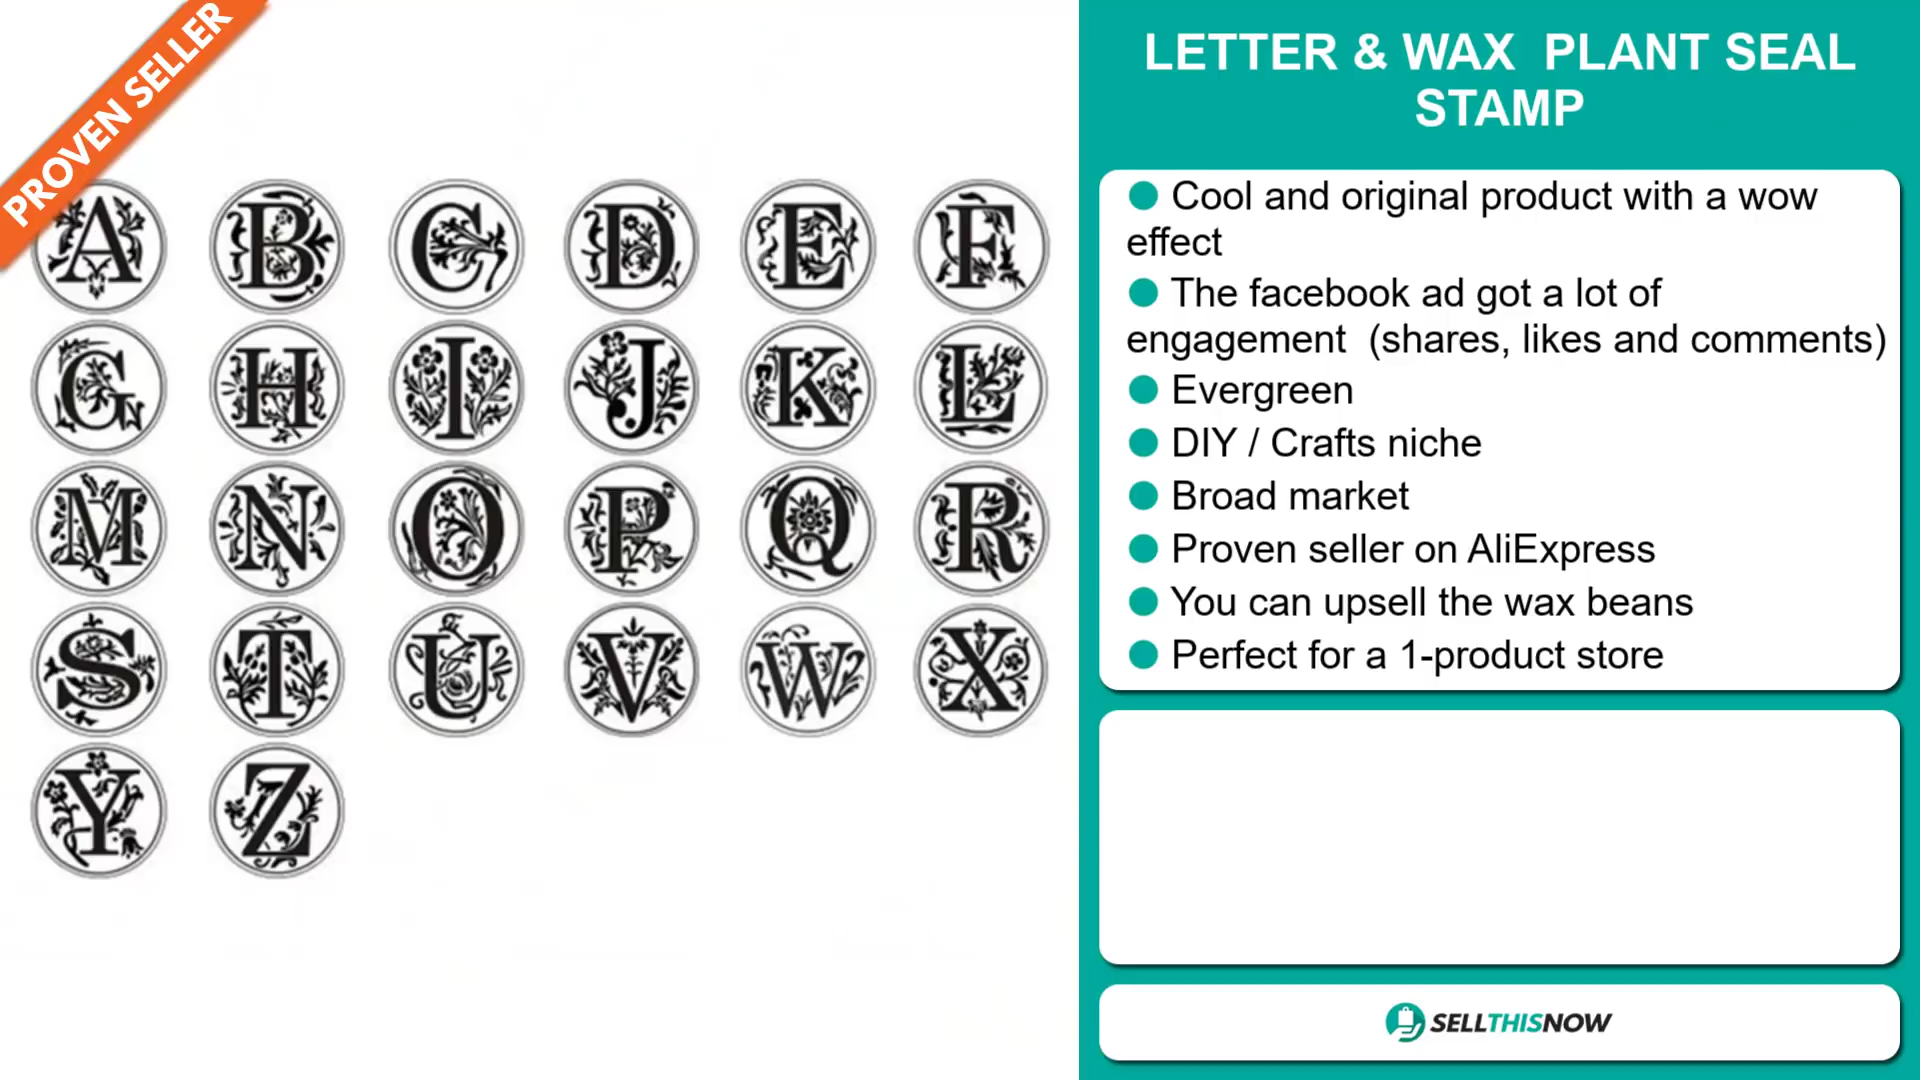 PROVEN SELLER
A B C D E F
G H I J K L
M N O P Q R
S T U V W X
Y Z
LETTER & WAX  PLANT SEAL
STAMP
● Cool and original product with a wow
effect
● The facebook ad got a lot of
engagement  (shares, likes and comments)
● Evergreen
● DIY / Crafts niche
● Broad market
● Proven seller on AliExpress
● You can upsell the wax beans
● Perfect for a 1-product store
SELLTHISNOW